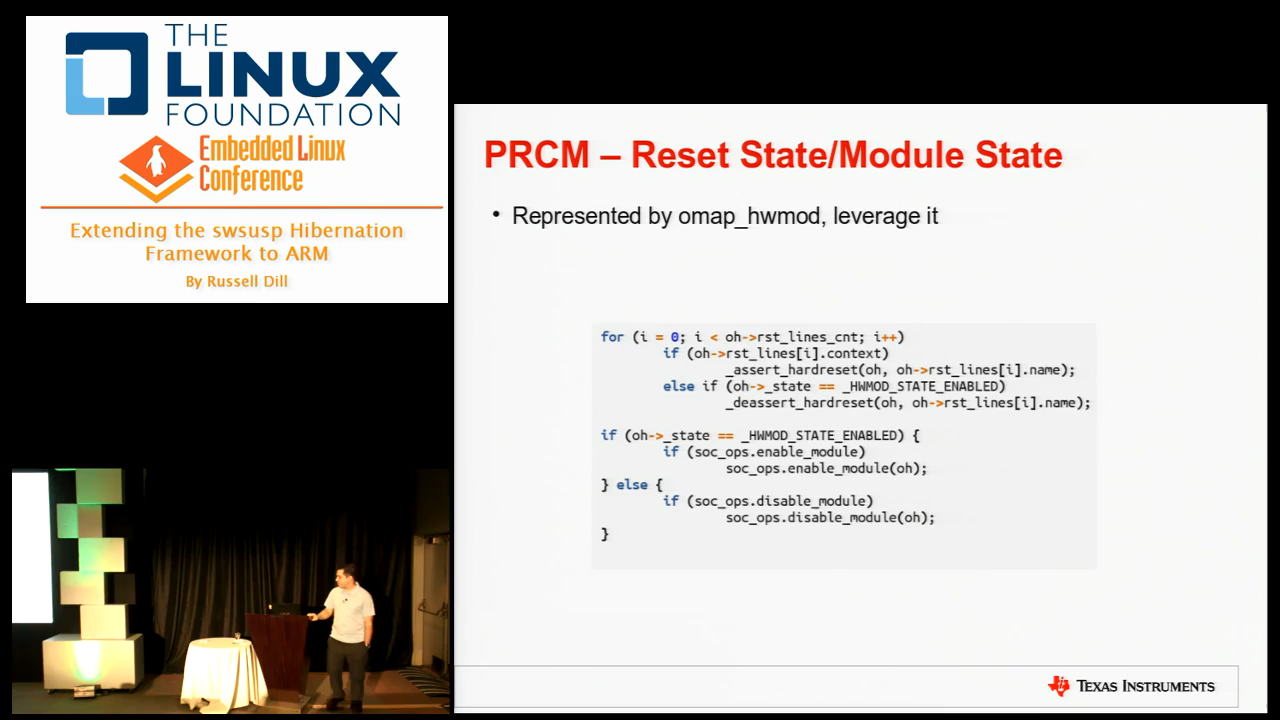 THE
LINUX
FOUNDATION
Embedded Linux
Conference
Extending the swsusp Hibernation
Framework to ARM
By Russell Dill
PRCM – Reset State/Module State
• Represented by omap_hwmod, leverage it
for (i = 0; i < oh->rst_lines_cnt; i++)
if (oh->rst_lines[i].context)
_assert_hardreset(oh, oh->rst_lines[i].name);
else if (oh->_state == _HWMOD_STATE_ENABLED)
_deassert_hardreset(oh, oh->rst_lines[i].name);
if (oh->_state == _HWMOD_STATE_ENABLED) {
if (soc_ops.enable_module)
soc_ops.enable_module(oh);
} else {
if (soc_ops.disable_module)
soc_ops.disable_module(oh);
}
TEXAS INSTRUMENTS